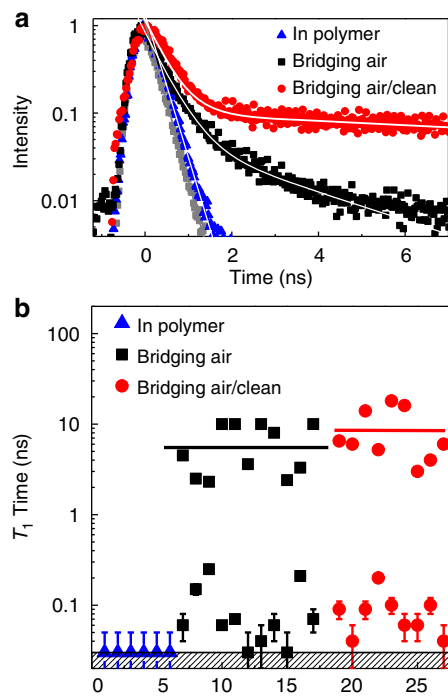 a
1
0.1
0.01
Intensity
In polymer
Bridging air
Bridging air/clean
0 2 4 6
Time (ns)
b
100
10
1
0.1
T₁ Time (ns)
In polymer
Bridging air
Bridging air/clean
0 5 10 15 20 25